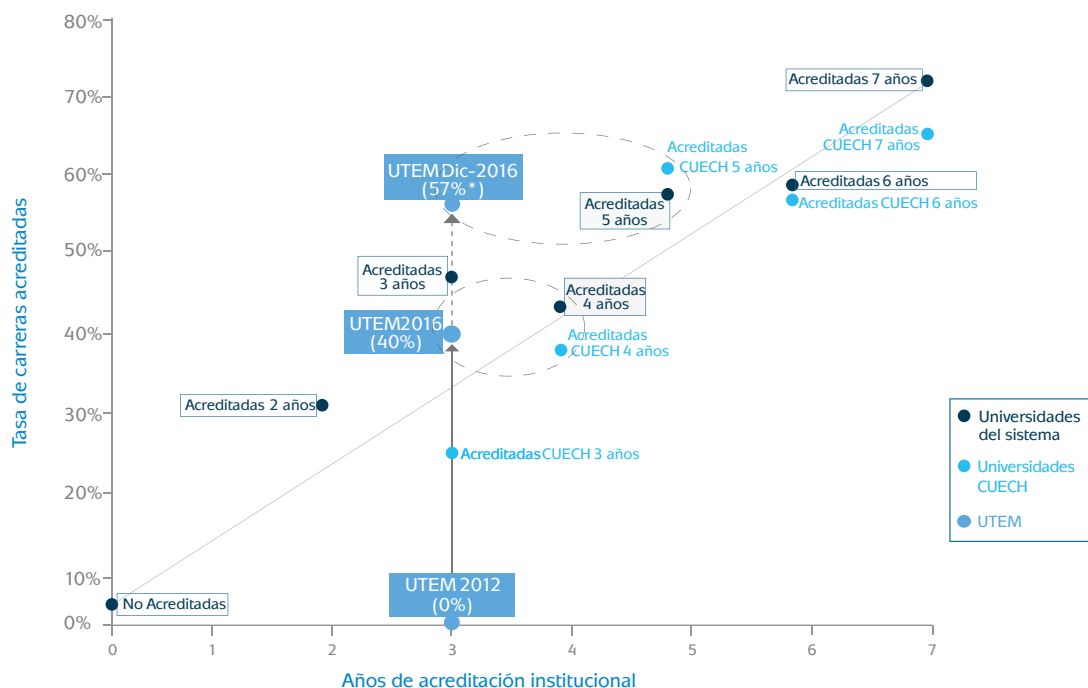 Tasa de carreras acreditadas
80%
70%
60%
50%
40%
30%
20%
10%
0%
Acreditadas 7 años
Acreditadas
CUECH 7 años
Acreditadas
CUECH 5 años
UTEM Dic-2016
(57%*)
Acreditadas 6 años
Acreditadas CUECH 6 años
Acreditadas
5 años
Acreditadas
3 años
Acreditadas
4 años
UTEM2016
(40%)
Acreditadas
CUECH 4 años
Acreditadas 2 años
Acreditadas CUECH 3 años
UTEM 2012
(0%)
No Acreditadas
0
1
2
3
4
5
6
7
Años de acreditación institucional
Universidades
del sistema
Universidades
CUECH
UTEM